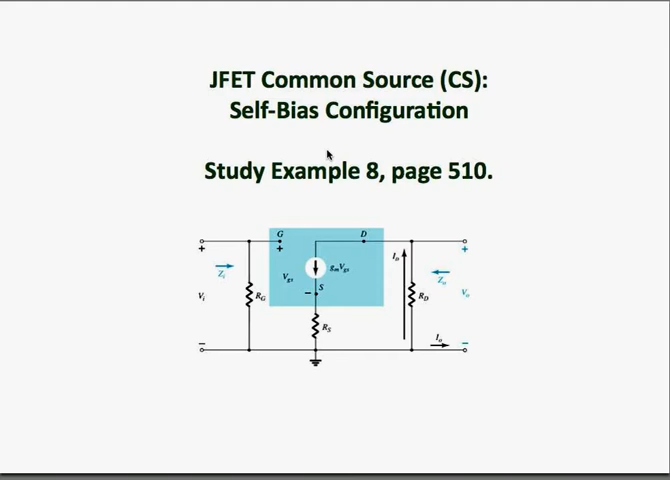 JFET Common Source (CS):
Self-Bias Configuration
Study Example 8, page 510.
G
D
+
+
+
+
Zi
Vgs
gmVgs
Io
Zo
Vi
RG
S
−
RD
Vo
RS
Io
−
−